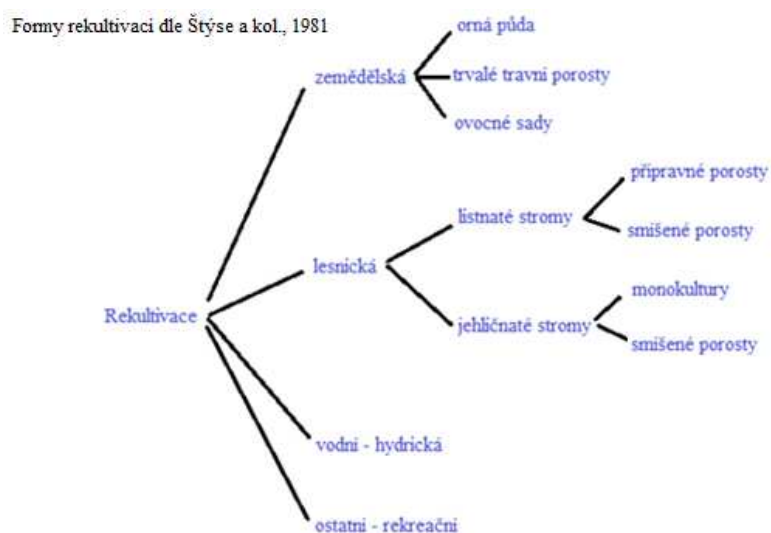 Formy rekultivací dle Štýse a kol., 1981
orná půda
zemědělská
trvalé travní porosty
ovocné sady
přípravné porosty
listnaté stromy
smíšené porosty
lesnická
monokultury
Rekultivace
jehličnaté stromy
smíšené porosty
vodní - hydrická
ostatní - rekreační